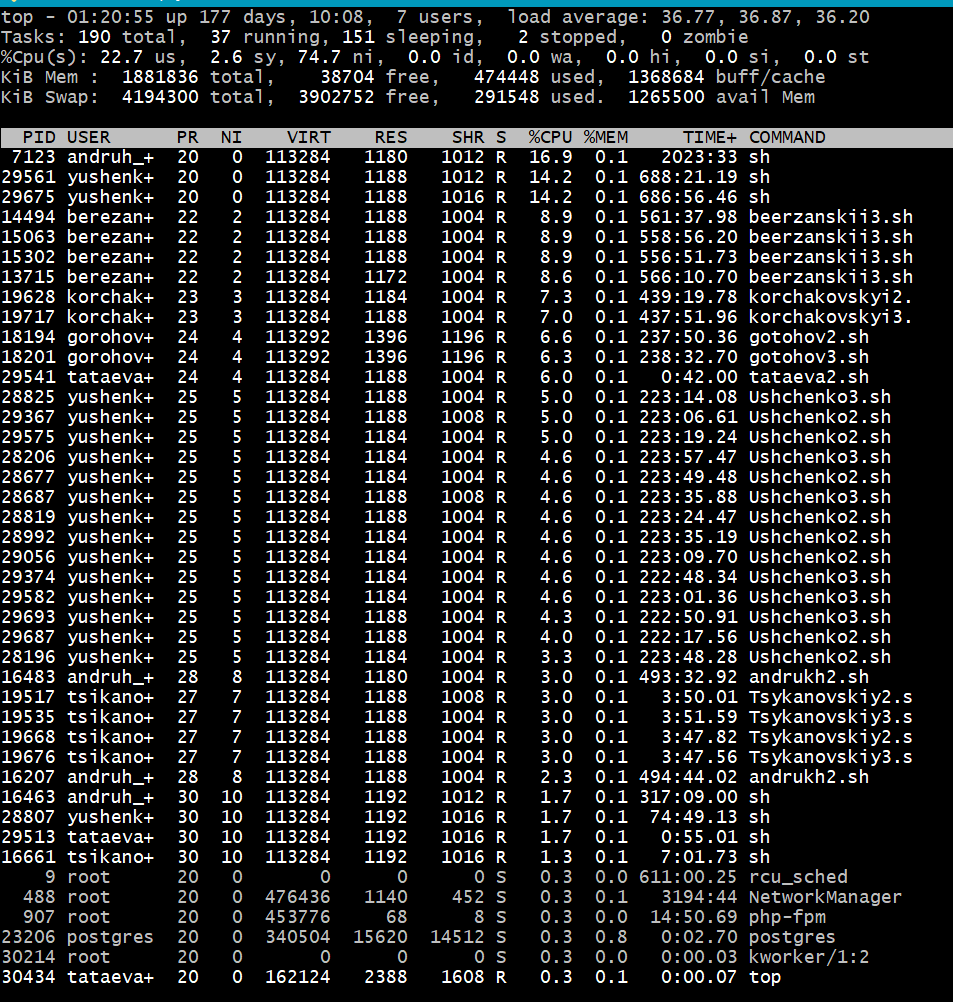 top - 01:20:55 up 177 days, 10:08,  7 users,  load average: 36.77, 36.87, 36.20
Tasks: 190 total,  37 running, 151 sleeping,   2 stopped,   0 zombie
%Cpu(s): 22.7 us,  2.6 sy, 74.7 ni,  0.0 id,  0.0 wa,  0.0 hi,  0.0 si,  0.0 st
KiB Mem :  1881836 total,    38704 free,   474448 used,  1368684 buff/cache
KiB Swap:  4194300 total,  3902752 free,   291548 used.  1265500 avail Mem
PID USER      PR  NI    VIRT    RES    SHR S  %CPU %MEM     TIME+ COMMAND
7123 andruh_+  20   0  113284   1180   1012 R  16.9  0.1   2023:33 sh
29561 yushenk+  20   0  113284   1188   1012 R  14.2  0.1 688:21.19 sh
29675 yushenk+  20   0  113284   1188   1016 R  14.2  0.1 686:56.46 sh
14494 berezan+  22   2  113284   1188   1004 R   8.9  0.1 561:37.98 beerzanskii3.sh
15063 berezan+  22   2  113284   1188   1004 R   8.9  0.1 558:56.20 beerzanskii3.sh
15302 berezan+  22   2  113284   1188   1004 R   8.9  0.1 556:51.73 beerzanskii3.sh
13715 berezan+  22   2  113284   1172   1004 R   8.6  0.1 566:10.70 beerzanskii3.sh
19628 korchak+  23   3  113284   1184   1004 R   7.3  0.1 439:19.78 korchakovskyi2.
19717 korchak+  23   3  113284   1188   1004 R   7.0  0.1 437:51.96 korchakovskyi3.
18194 gorohov+  24   4  113292   1396   1196 R   6.6  0.1 237:50.36 gotohov2.sh
18201 gorohov+  24   4  113292   1396   1196 R   6.3  0.1 238:32.70 gotohov3.sh
29541 tataeva+  24   4  113284   1188   1004 R   6.0  0.1   0:42.00 tataeva2.sh
28825 yushenk+  25   5  113284   1188   1004 R   5.0  0.1 223:14.08 Ushchenko3.sh
29367 yushenk+  25   5  113284   1188   1008 R   5.0  0.1 223:06.61 Ushchenko2.sh
29575 yushenk+  25   5  113284   1184   1004 R   5.0  0.1 223:19.24 Ushchenko2.sh
28206 yushenk+  25   5  113284   1184   1004 R   4.6  0.1 223:57.47 Ushchenko3.sh
28677 yushenk+  25   5  113284   1184   1004 R   4.6  0.1 223:49.48 Ushchenko2.sh
28687 yushenk+  25   5  113284   1188   1008 R   4.6  0.1 223:35.88 Ushchenko3.sh
28819 yushenk+  25   5  113284   1188   1004 R   4.6  0.1 223:24.47 Ushchenko2.sh
28992 yushenk+  25   5  113284   1184   1004 R   4.6  0.1 223:35.19 Ushchenko2.sh
29056 yushenk+  25   5  113284   1184   1004 R   4.6  0.1 223:09.70 Ushchenko2.sh
29374 yushenk+  25   5  113284   1184   1004 R   4.6  0.1 222:48.34 Ushchenko3.sh
29582 yushenk+  25   5  113284   1184   1004 R   4.6  0.1 223:01.36 Ushchenko3.sh
29693 yushenk+  25   5  113284   1188   1004 R   4.3  0.1 222:50.91 Ushchenko3.sh
29687 yushenk+  25   5  113284   1188   1004 R   4.0  0.1 222:17.56 Ushchenko2.sh
28196 yushenk+  25   5  113284   1184   1004 R   3.3  0.1 223:48.28 Ushchenko2.sh
16483 andruh_+  28   8  113284   1180   1004 R   3.0  0.1 493:32.92 andrukh2.sh
19517 tsikano+  27   7  113284   1188   1008 R   3.0  0.1   3:50.01 Tsykanovskiy2.s
19535 tsikano+  27   7  113284   1188   1004 R   3.0  0.1   3:51.59 Tsykanovskiy3.s
19668 tsikano+  27   7  113284   1188   1004 R   3.0  0.1   3:47.82 Tsykanovskiy2.s
19676 tsikano+  27   7  113284   1188   1004 R   3.0  0.1   3:47.56 Tsykanovskiy3.s
16207 andruh_+  28   8  113284   1188   1004 R   2.3  0.1 494:44.02 andrukh2.sh
16463 andruh_+  30  10  113284   1192   1012 R   1.7  0.1 317:09.00 sh
28807 yushenk+  30  10  113284   1192   1016 R   1.7  0.1  74:49.13 sh
29513 tataeva+  30  10  113284   1192   1016 R   1.7  0.1   0:55.01 sh
16661 tsikano+  30  10  113284   1192   1016 R   1.3  0.1   7:01.73 sh
9 root      20   0       0      0      0 S   0.3  0.0 611:00.25 rcu_sched
488 root      20   0  476436   1140    452 S   0.3  0.1   3194:44 NetworkManager
907 root      20   0  453776     68      8 S   0.3  0.0  14:50.69 php-fpm
23206 postgres  20   0  340504  15620  14512 S   0.3  0.8   0:02.70 postgres
30214 root      20   0       0      0      0 S   0.3  0.0   0:00.03 kworker/1:2
30434 tataeva+  20   0  162124   2388   1608 R   0.3  0.1   0:00.07 top